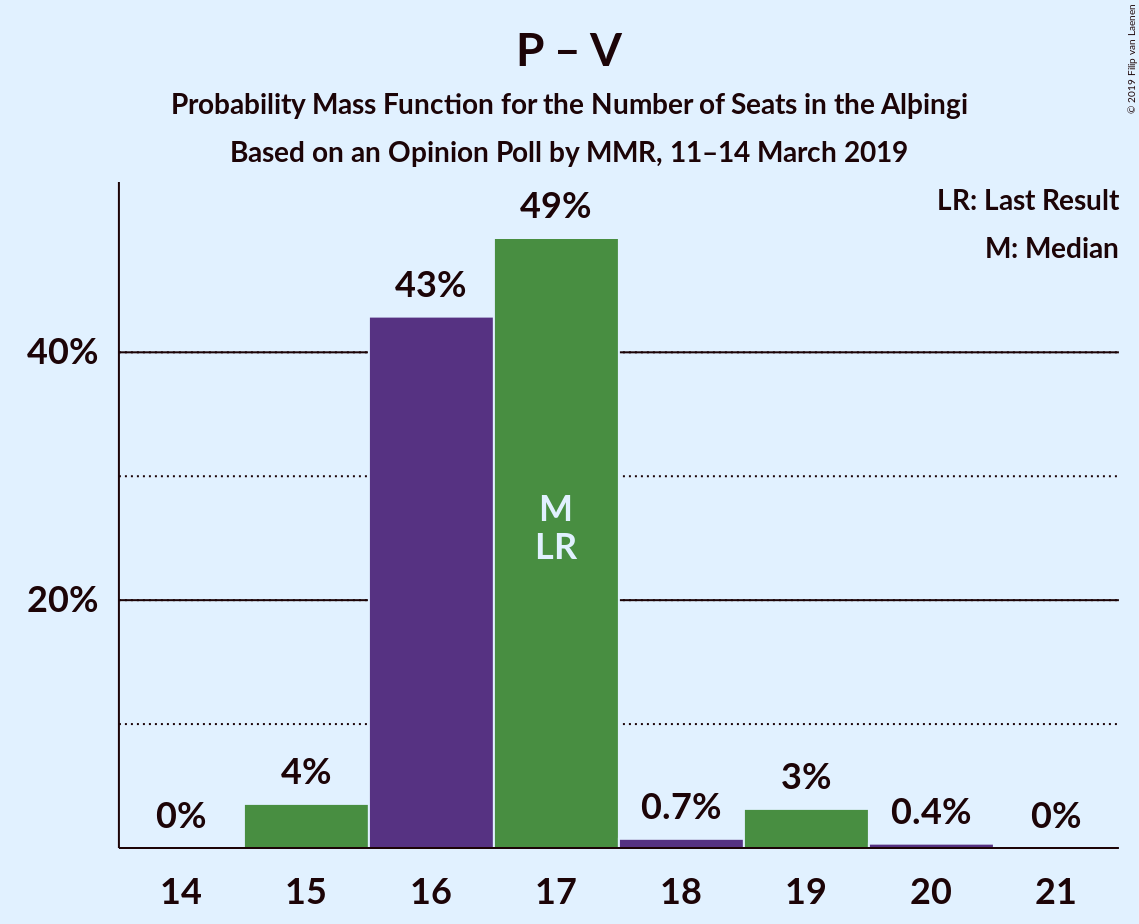 P – V
Probability Mass Function for the Number of Seats in the Alþingi
Based on an Opinion Poll by MMR, 11–14 March 2019
© 2019 Filip van Laenen
LR: Last Result
M: Median
49%
43%
40%
M
LR
20%
0%
4%
0.7%
3%
0.4%
0%
14
15
16
17
18
19
20
21